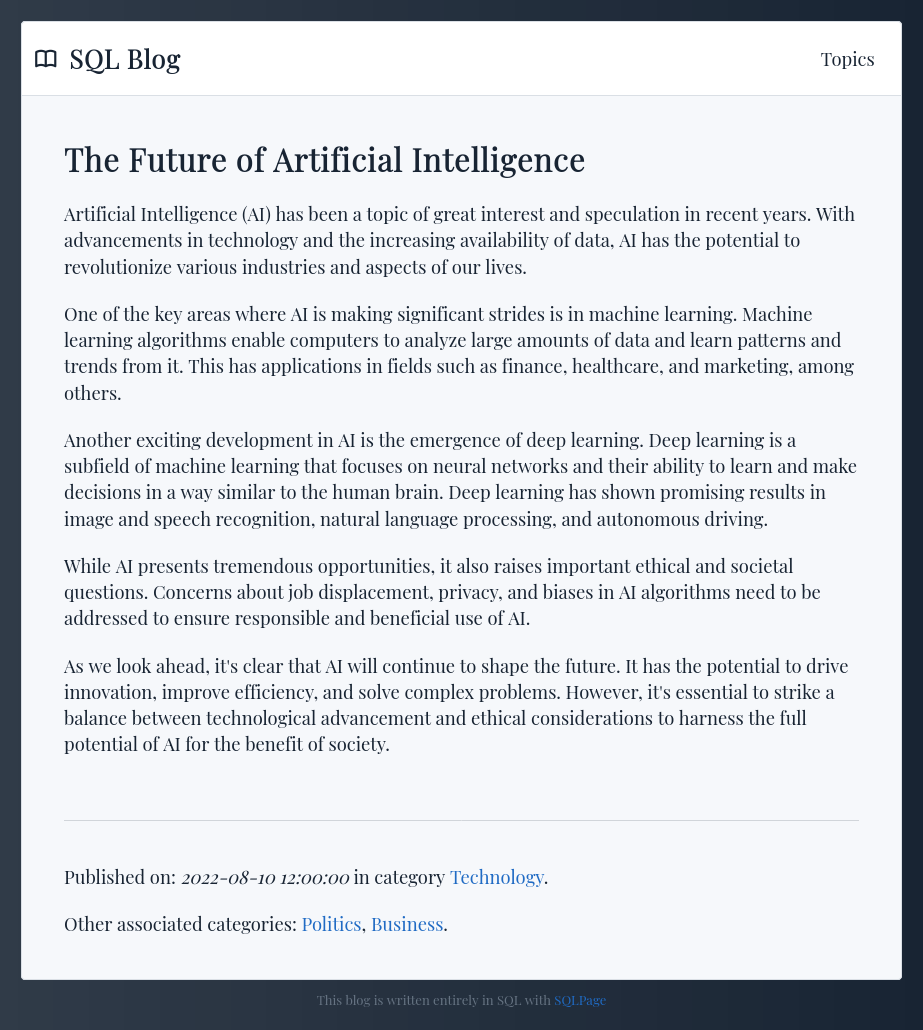 SQL Blog
Topics
The Future of Artificial Intelligence
Artificial Intelligence (AI) has been a topic of great interest and speculation in recent years. With
advancements in technology and the increasing availability of data, AI has the potential to
revolutionize various industries and aspects of our lives.
One of the key areas where AI is making significant strides is in machine learning. Machine
learning algorithms enable computers to analyze large amounts of data and learn patterns and
trends from it. This has applications in fields such as finance, healthcare, and marketing, among
others.
Another exciting development in AI is the emergence of deep learning. Deep learning is a
subfield of machine learning that focuses on neural networks and their ability to learn and make
decisions in a way similar to the human brain. Deep learning has shown promising results in
image and speech recognition, natural language processing, and autonomous driving.
While AI presents tremendous opportunities, it also raises important ethical and societal
questions. Concerns about job displacement, privacy, and biases in AI algorithms need to be
addressed to ensure responsible and beneficial use of AI.
As we look ahead, it's clear that AI will continue to shape the future. It has the potential to drive
innovation, improve efficiency, and solve complex problems. However, it's essential to strike a
balance between technological advancement and ethical considerations to harness the full
potential of AI for the benefit of society.
Published on: 2022-08-10 12:00:00 in category Technology.
Other associated categories: Politics, Business.
This blog is written entirely in SQL with SQLPage